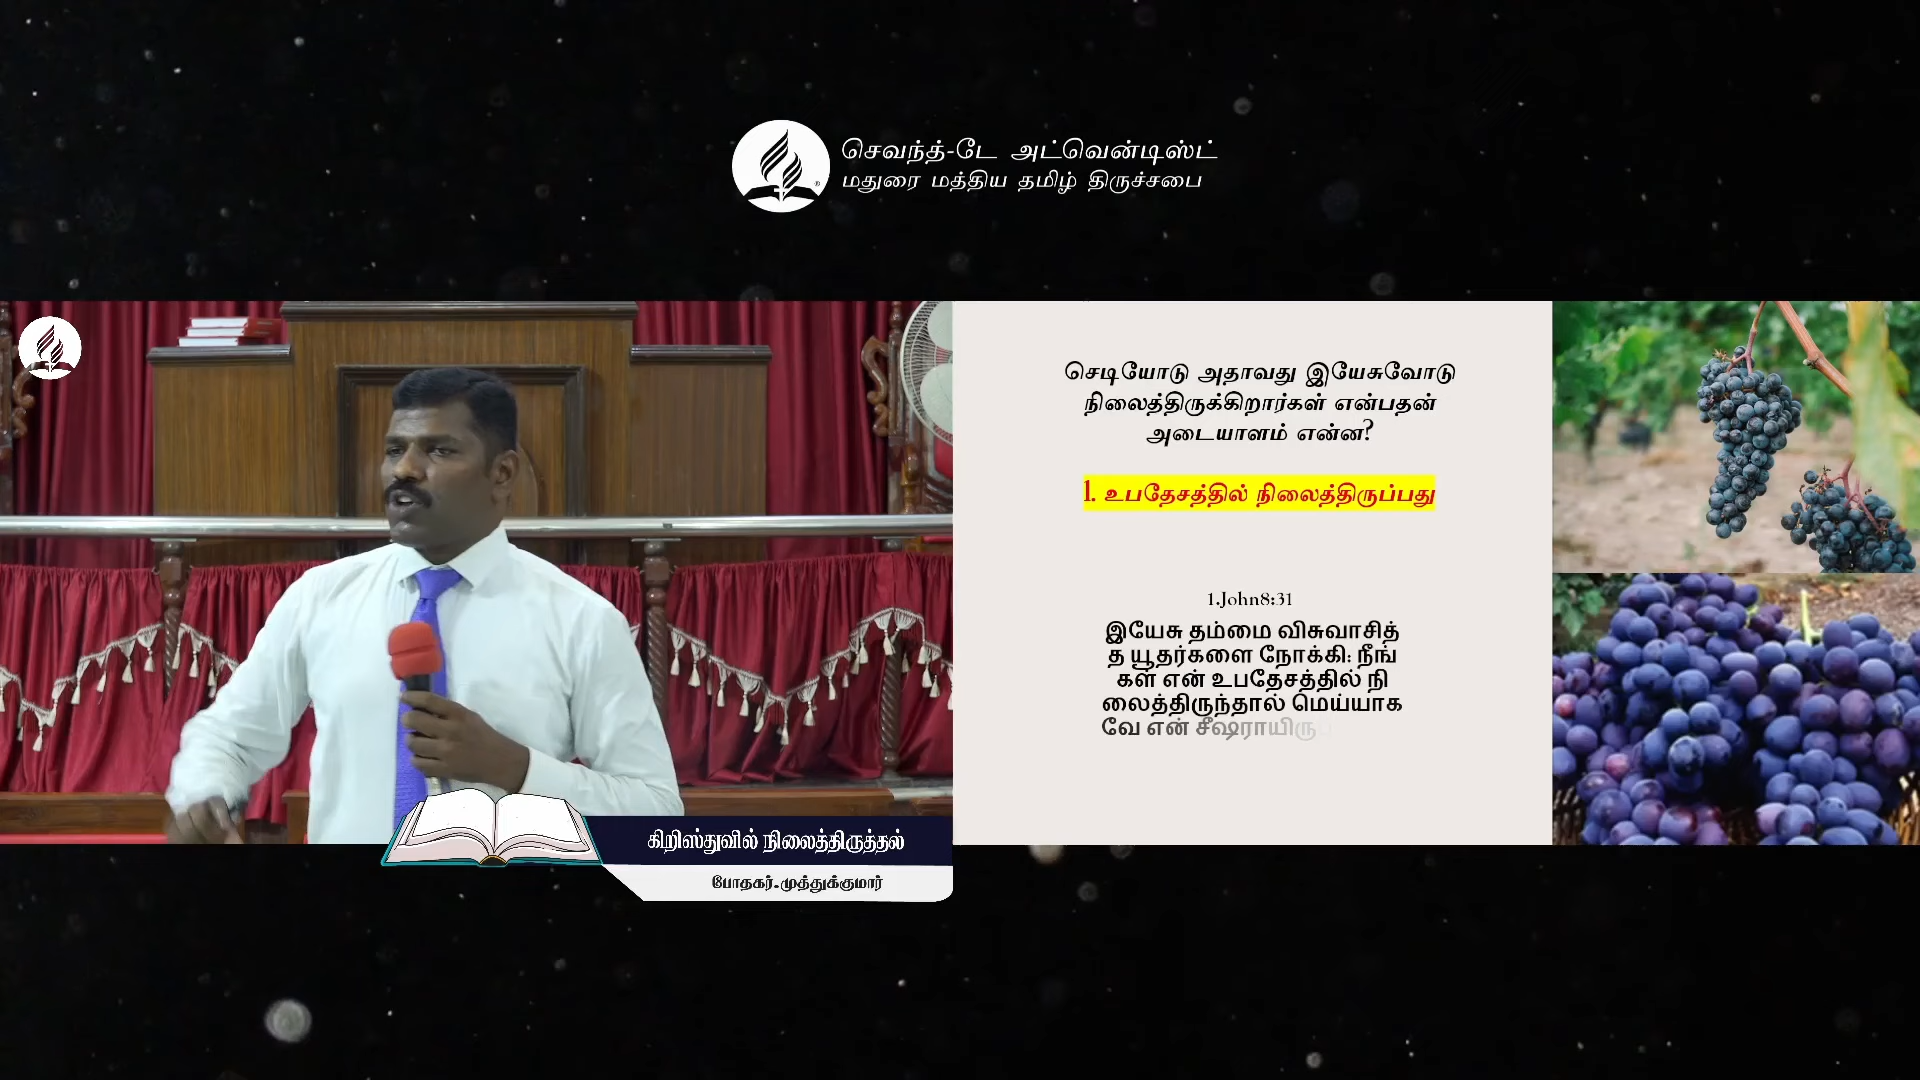 செவந்த்-டே அட்வென்டிஸ்ட்
மதுரை மத்திய தமிழ் திருச்சபை
செடியோடு அதாவது இயேசுவோடு
நிலைத்திருக்கிறார்கள் என்பதன்
அடையாளம் என்ன?
1. உபதேசத்தில் நிலைத்திருப்பது
1.John8:31
இயேசு தம்மை விசுவாசித்
த யூதர்களை நோக்கி: நீங்
கள் என் உபதேசத்தில் நி
லைத்திருந்தால் மெய்யாக
வே என் சீஷராயிருப
கிறிஸ்துவில் நிலைத்திருத்தல்
போதகர்.முத்துக்குமார்